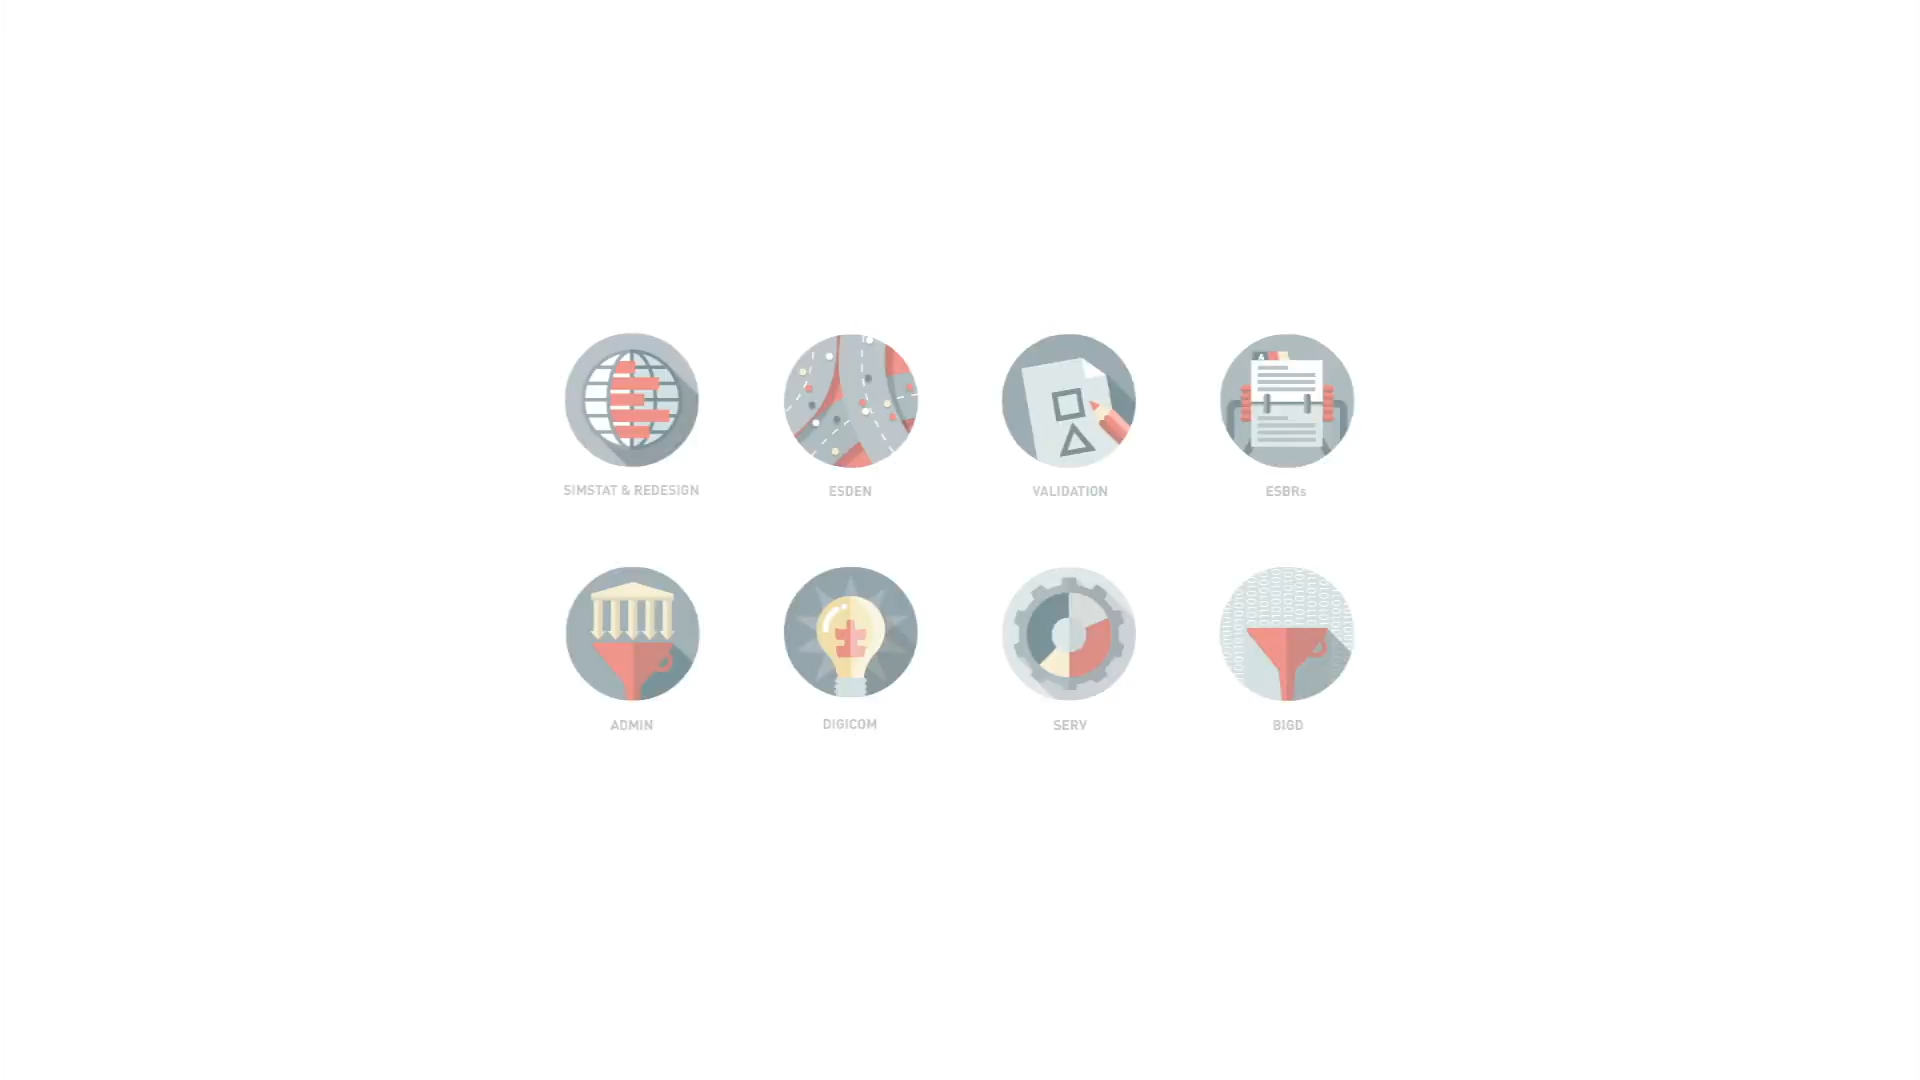 SIMSTAT & REDESIGN
ESDEN
VALIDATION
ESBRs
ADMIN
DIGICOM
SERV
BIGD